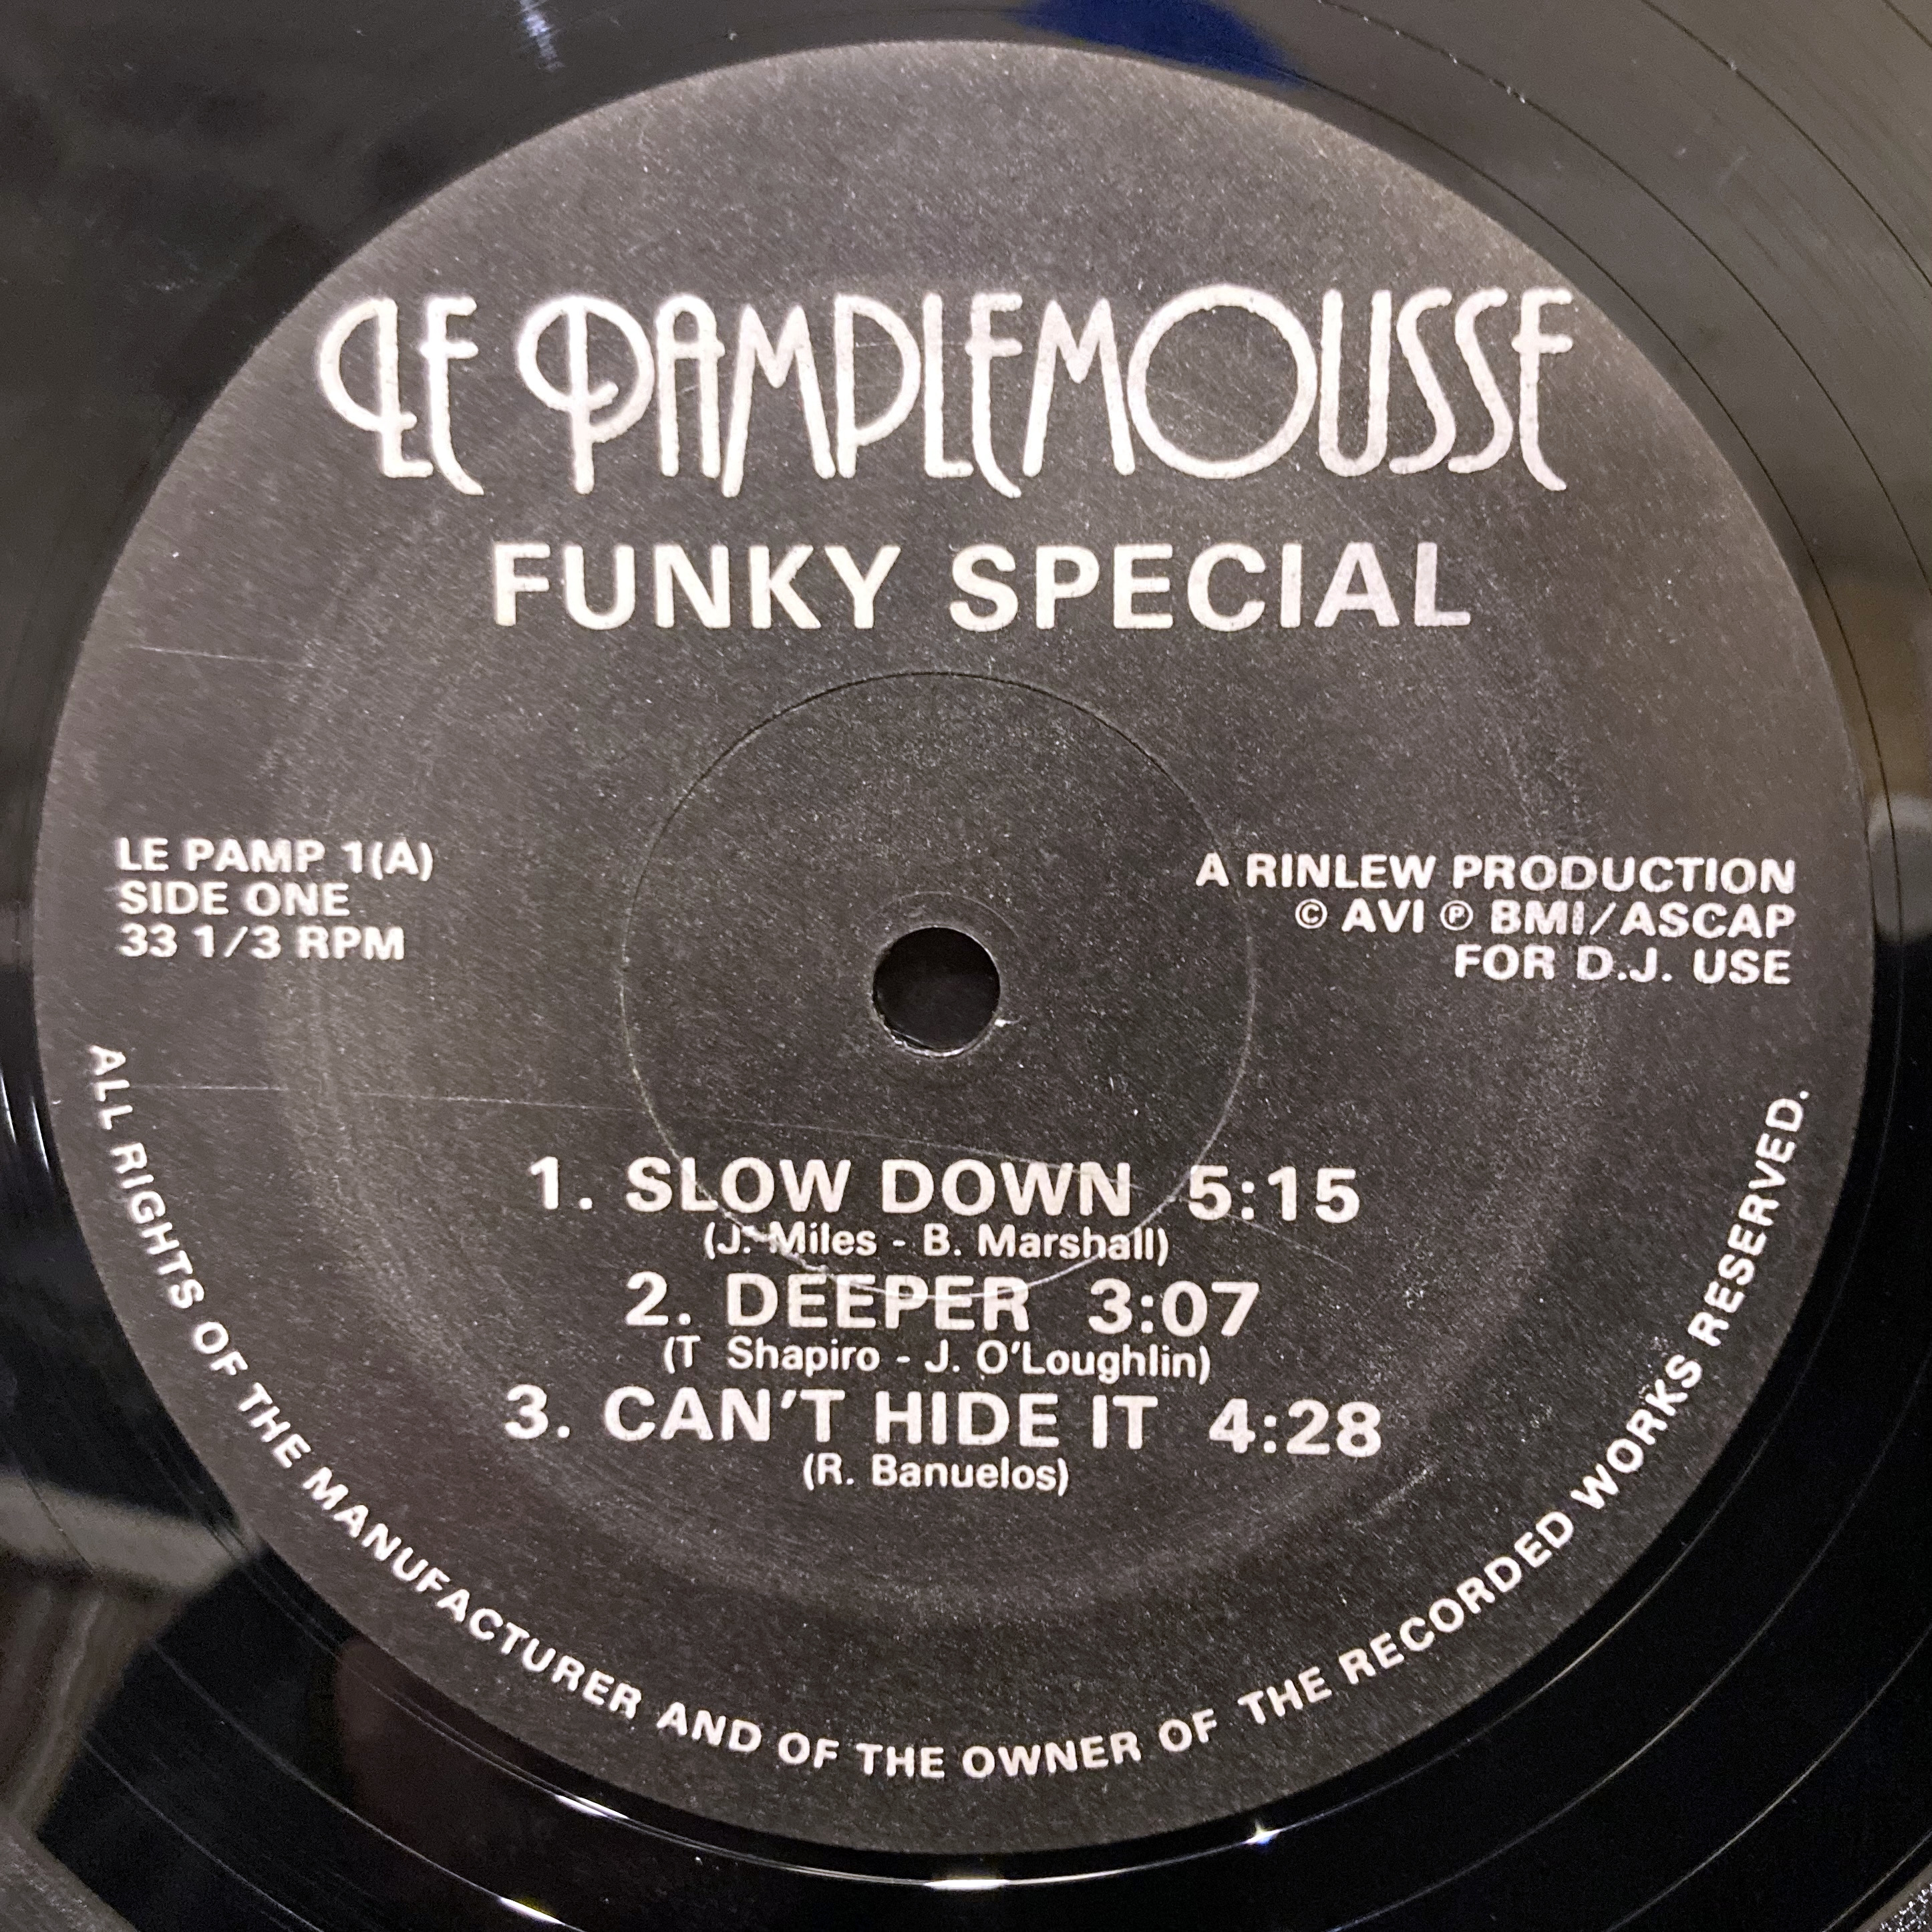 LE PAMPLEMOUSSE
FUNKY SPECIAL
LE PAMP 1(A)
SIDE ONE
33 1/3 RPM
A RINLEW PRODUCTION
© AVI ℗ BMI/ASCAP
FOR D.J. USE
1. SLOW DOWN 5:15
(J. Miles - B. Marshall)
2. DEEPER 3:07
(T Shapiro - J. O'Loughlin)
3. CAN'T HIDE IT 4:28
(R. Banuelos)
ALL RIGHTS OF THE MANUFACTURER AND OF THE OWNER OF THE RECORDED WORKS RESERVED.